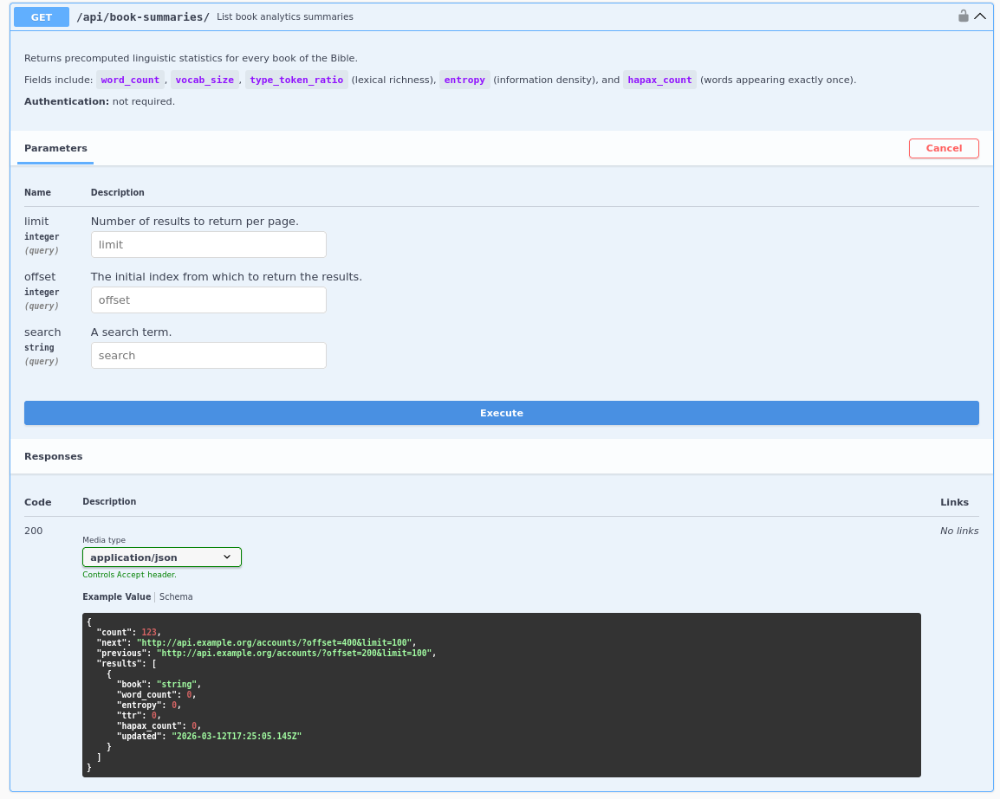 GET /api/book-summaries/ List book analytics summaries
Returns precomputed linguistic statistics for every book of the Bible.
Fields include: word_count, vocab_size, type_token_ratio (lexical richness), entropy (information density), and hapax_count (words appearing exactly once).
Authentication: not required.
Parameters Cancel
Name Description
limit Number of results to return per page.
integer limit
(query)
offset The initial index from which to return the results.
integer offset
(query)
search A search term.
string search
(query)
Execute
Responses
Code Description Links
200 No links
Media type
application/json
Controls Accept header.
Example Value Schema
{
  "count": 123,
  "next": "http://api.example.org/accounts/?offset=400&limit=100",
  "previous": "http://api.example.org/accounts/?offset=200&limit=100",
  "results": [
    {
      "book": "string",
      "word_count": 0,
      "entropy": 0,
      "ttr": 0,
      "hapax_count": 0,
      "updated": "2026-03-12T17:25:05.145Z"
    }
  ]
}